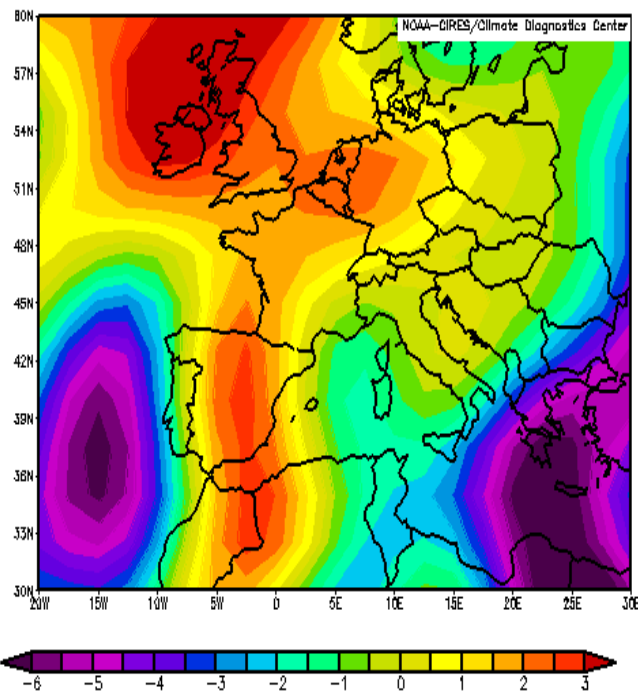 80N
NOAA-CIRES/Climate Diagnostics Center
57N
54N
51N
48N
45N
42N
39N
36N
33N
30N
20W 15W 10W 5W 0 5E 10E 15E 20E 25E 30E
-6 -5 -4 -3 -2 -1 0 1 2 3